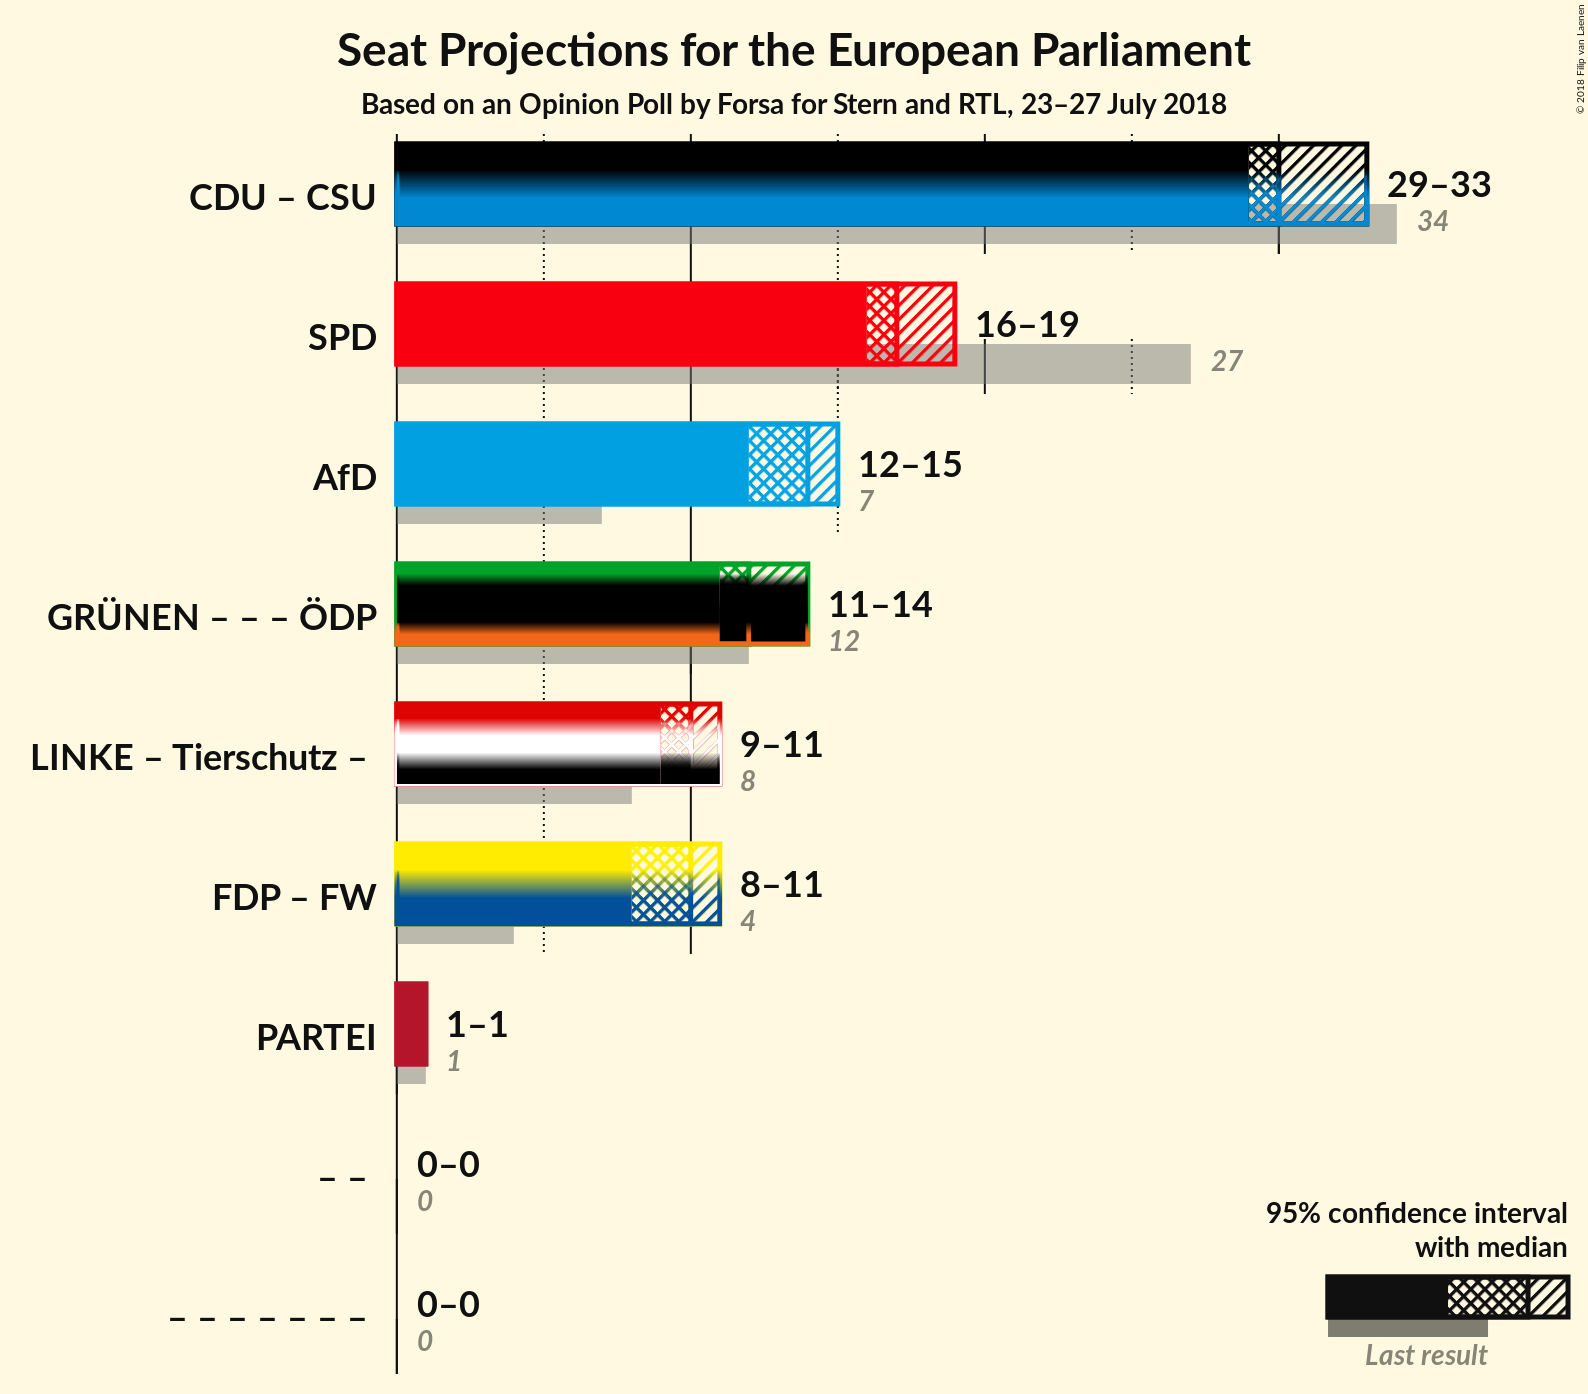 Seat Projections for the European Parliament
Based on an Opinion Poll by Forsa for Stern and RTL, 23–27 July 2018
© 2018 Filip van Laenen
CDU – CSU
29–33
34
SPD
16–19
27
AfD
12–15
7
GRÜNEN – – – ÖDP
11–14
12
LINKE – Tierschutz –
9–11
8
FDP – FW
8–11
4
PARTEI
1–1
1
– –
0–0
0
– – – – – – –
0–0
0
95% confidence interval
with median
Last result